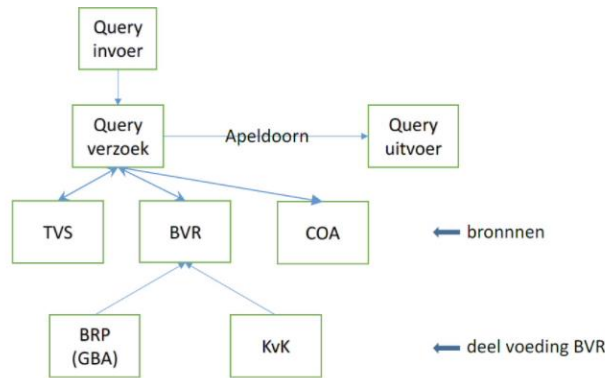 Query
invoer
Query
verzoek
Apeldoorn
Query
uitvoer
TVS
BVR
COA
bronnnen
BRP
(GBA)
KvK
deel voeding BVR